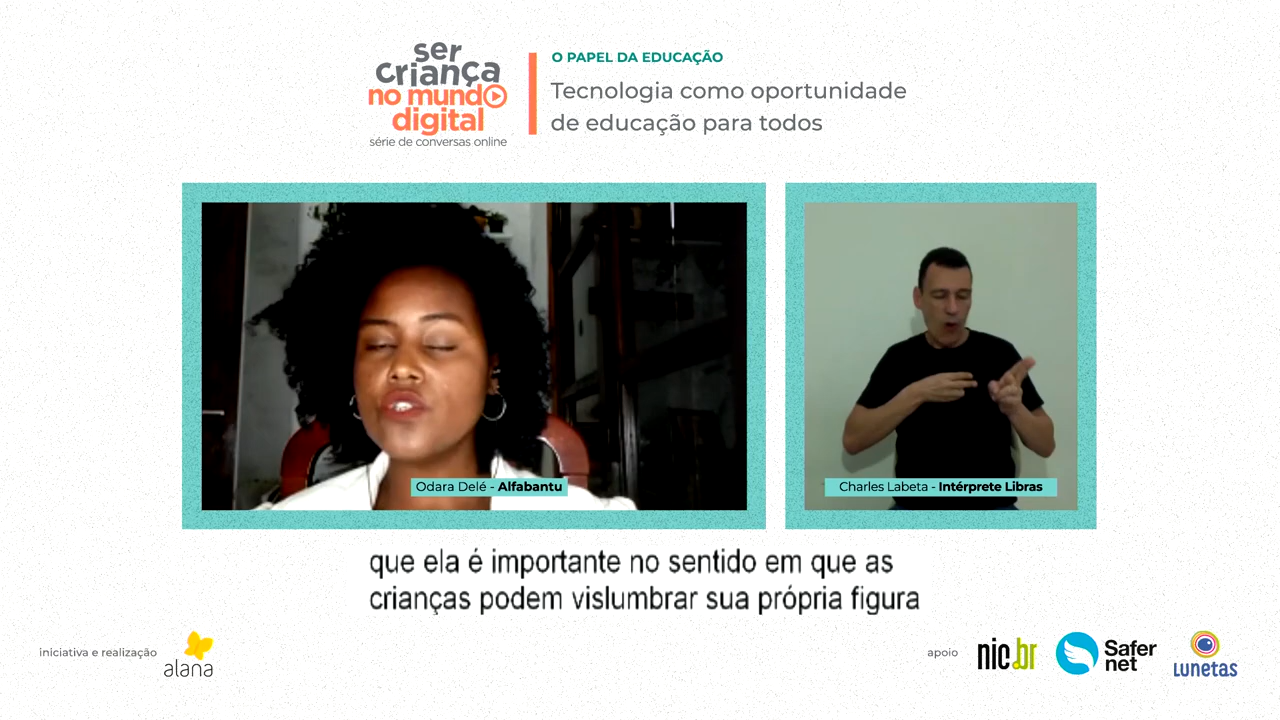 ser
criança
no mundo
digital
série de conversas online
O PAPEL DA EDUCAÇÃO
Tecnologia como oportunidade
de educação para todos
Odara Delé - Alfabantu
Charles Labeta - Intérprete Libras
que ela é importante no sentido em que as
crianças podem vislumbrar sua própria figura
iniciativa e realização
alana
apoio
nic.br
Safer
net
LUNETAS